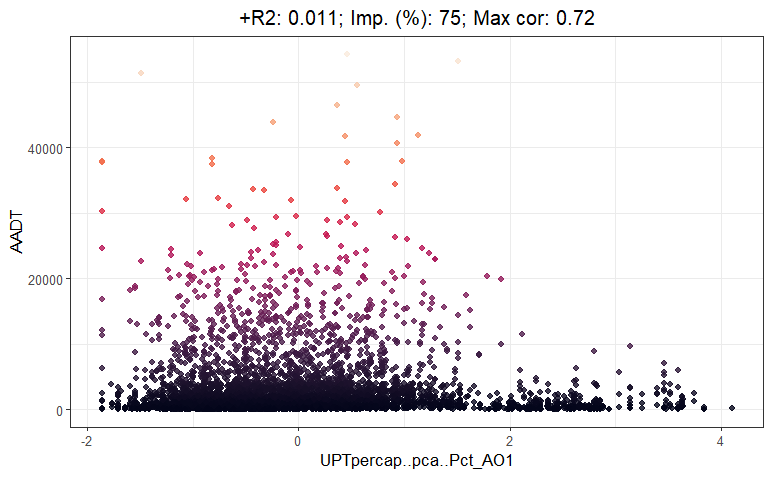 +R2: 0.011; Imp. (%): 75; Max cor: 0.72
AADT
40000
20000
0
-2
0
2
4
UPTpercap..pca..Pct_AO1